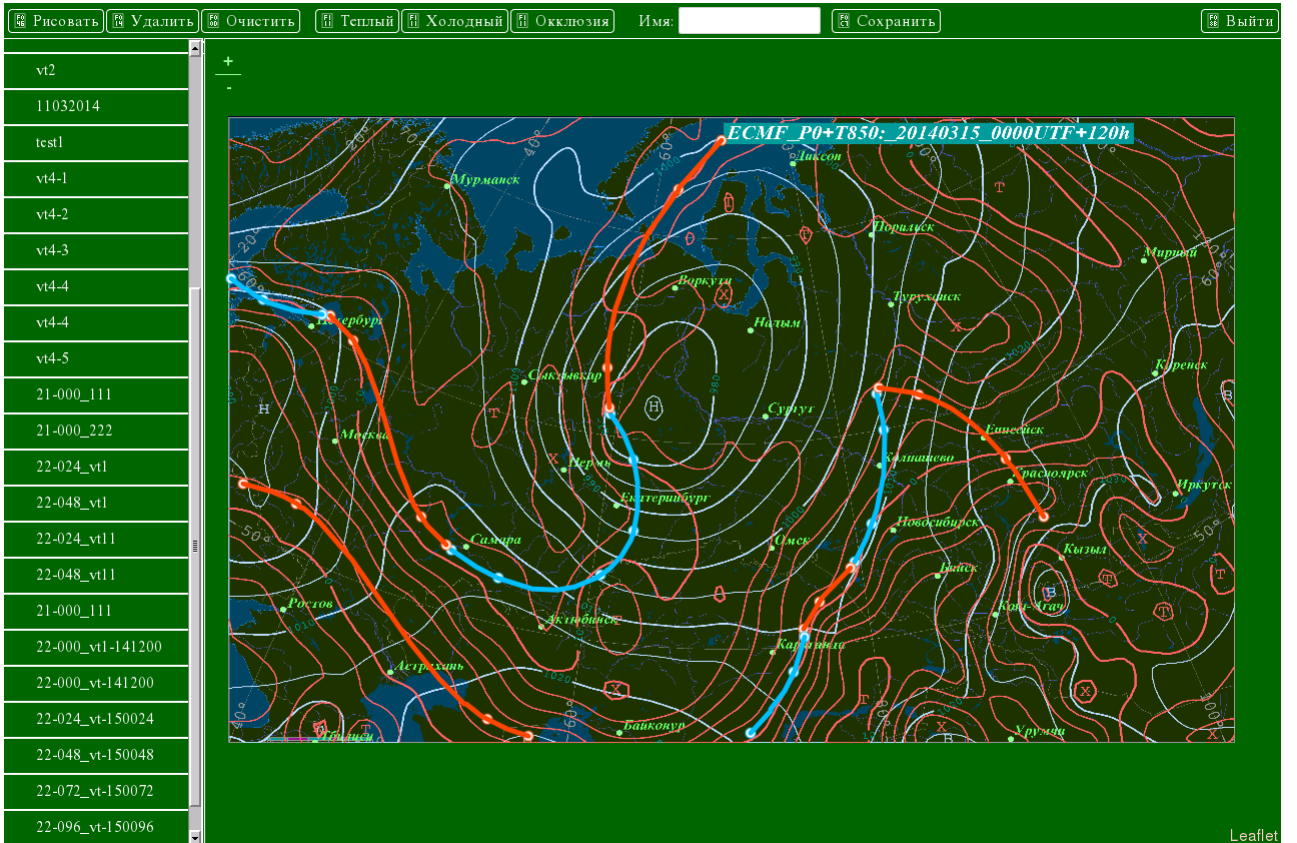 Рисовать Удалить Очистить Теплый Холодный Окклюзия Имя: Сохранить Выйти
vt2
11032014
test1
vt4-1
vt4-2
vt4-3
vt4-4
vt4-4
vt4-5
21-000_111
21-000_222
22-024_vt1
22-048_vt1
22-024_vt11
22-048_vt11
21-000_111
22-000_vt1-141200
22-000_vt-141200
22-024_vt-150024
22-048_vt-150048
22-072_vt-150072
22-096_vt-150096
+
-
ECMF_P0+T850:_20140315_0000UTF+120h
Диксон
Мурманск
Норильск
Мирный
Воркута
Туруханск
Надым
Петербург
Киренск
Сыктывкар
Сургут
Москва
Енисейск
Пермь
Колпашево
Красноярск
Иркутск
Екатеринбург
Новосибирск
Самара
Омск
Кызыл
Бийск
Ростов
Кош-Агач
Актюбинск
Караганда
Астрахань
Байконур
Тбилиси
Урумчи
Leaflet